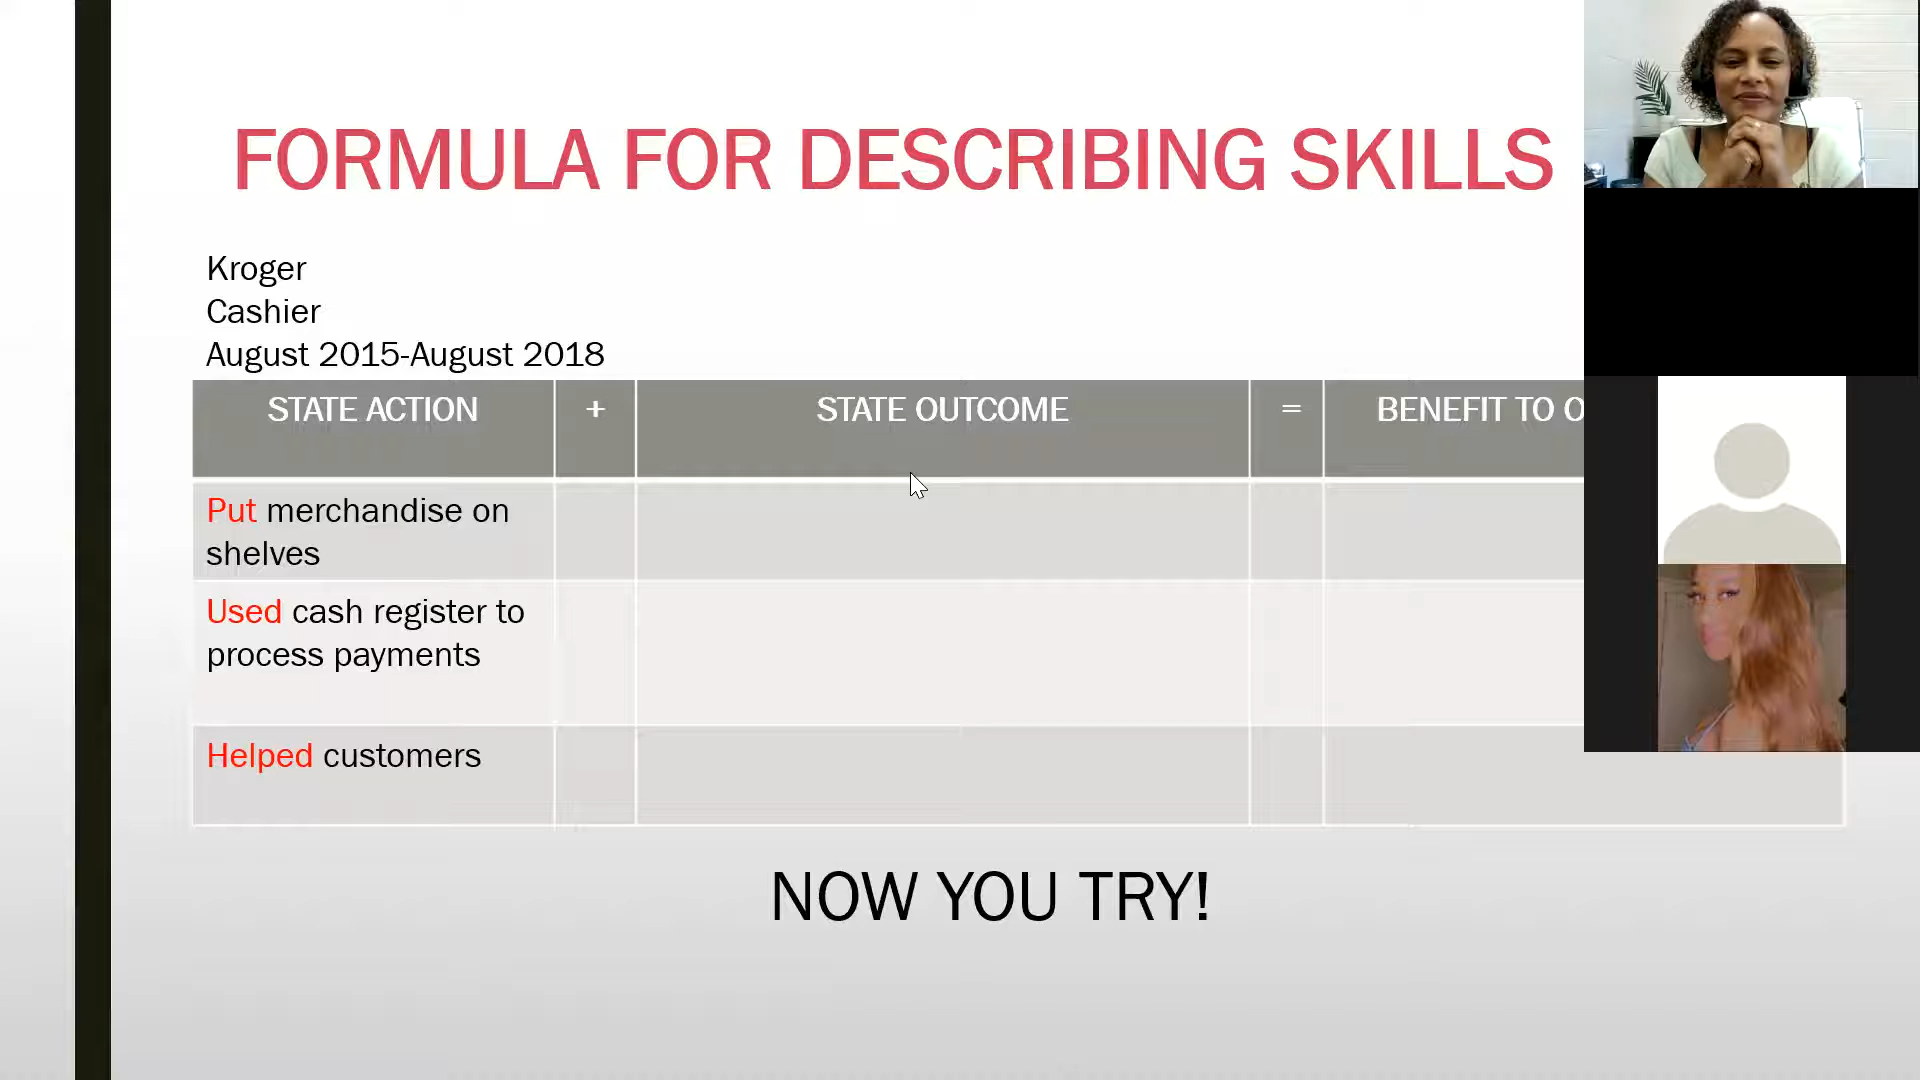 FORMULA FOR DESCRIBING SKILLS
Kroger
Cashier
August 2015-August 2018
STATE ACTION + STATE OUTCOME = BENEFIT TO
Put merchandise on
shelves
Used cash register to
process payments
Helped customers
NOW YOU TRY!